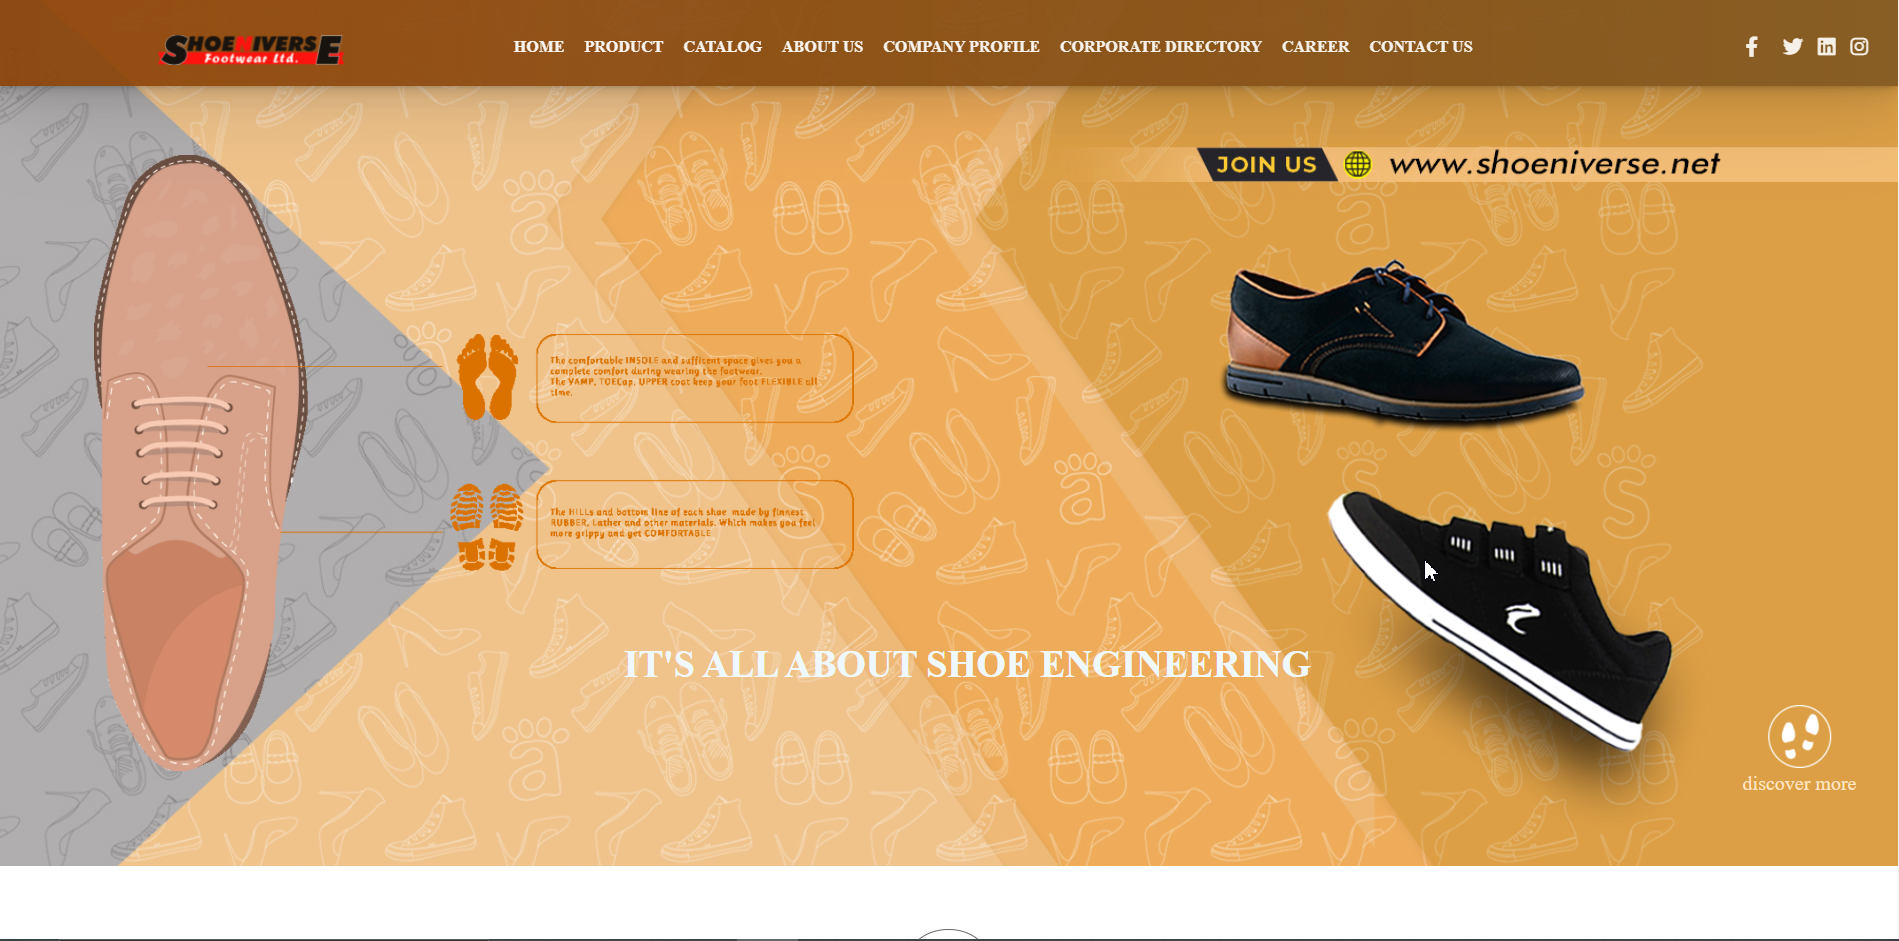 SHOENIVERSE
Footwear Ltd.
HOME PRODUCT CATALOG ABOUT US COMPANY PROFILE CORPORATE DIRECTORY CAREER CONTACT US
JOIN US www.shoeniverse.net
The comfortable INSOLE and sufficent space gives you a
complete comfort during wearing the footwear.
The VAMP, TOECap, UPPER coat keep your foot FLEXIBLE all
time.
The HILLs and bottom line of each shoe made by finnest
RUBBER, Lather and other materials. Which makes you feel
more grippy and yet COMFORTABLE
IT'S ALL ABOUT SHOE ENGINEERING
discover more